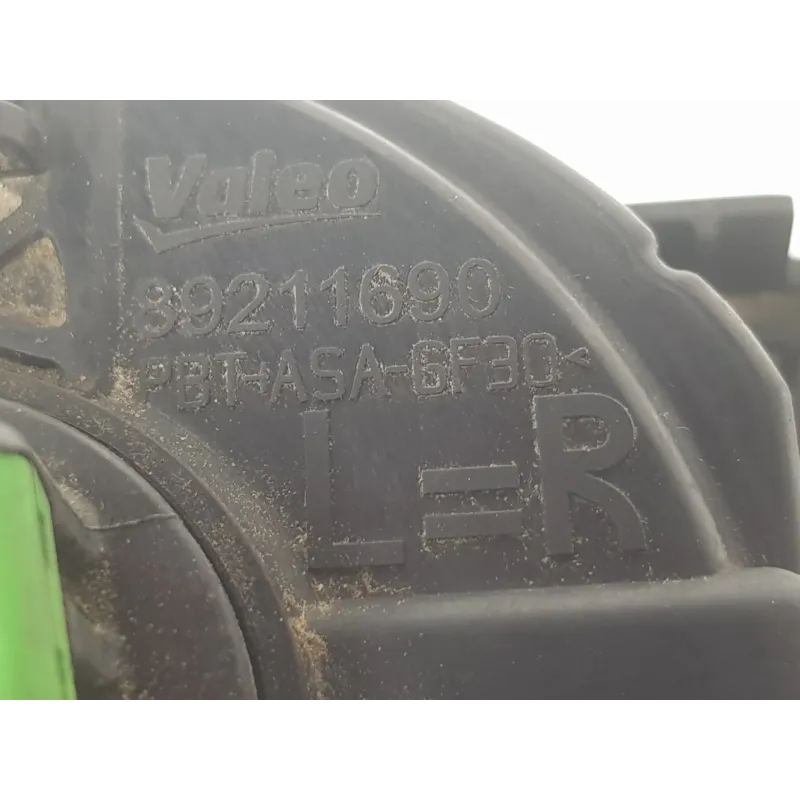 Valeo
89211690
>PBT+ASA-GF30<
L=R